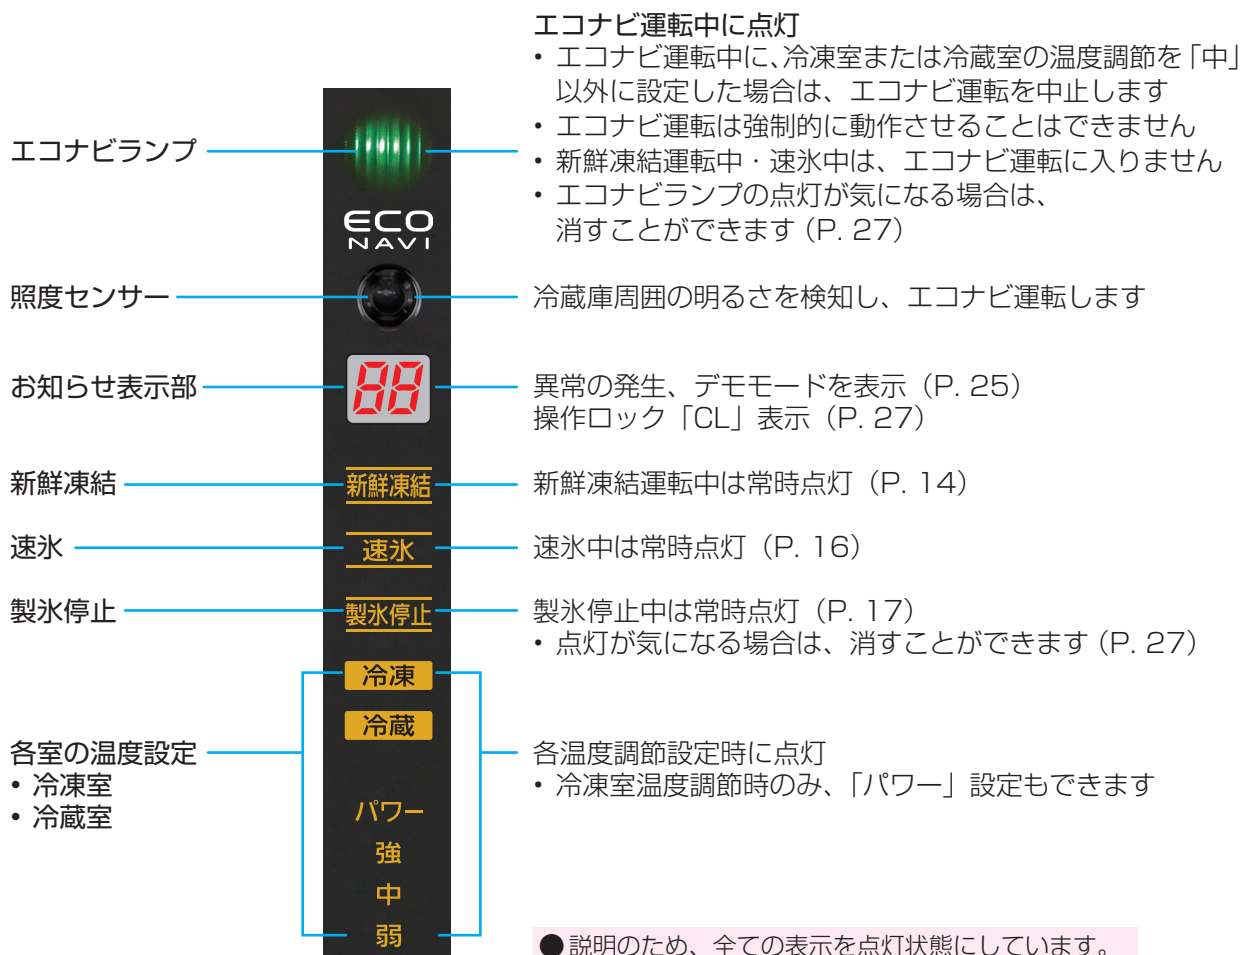 エコナビ運転中に点灯
• エコナビ運転中に、冷凍室または冷蔵室の温度調節を「中」
以外に設定した場合は、エコナビ運転を中止します
• エコナビ運転は強制的に動作させることはできません
• 新鮮凍結運転中・速氷中は、エコナビ運転に入りません
• エコナビランプの点灯が気になる場合は、
消すことができます（P. 27）
エコナビランプ
ECO
NAVI
照度センサー
冷蔵庫周囲の明るさを検知し、エコナビ運転します
お知らせ表示部
88
異常の発生、デモモードを表示（P. 25）
操作ロック「CL」表示（P. 27）
新鮮凍結
新鮮凍結
新鮮凍結運転中は常時点灯（P. 14）
速氷
速氷
速氷中は常時点灯（P. 16）
製氷停止
製氷停止
製氷停止中は常時点灯（P. 17）
• 点灯が気になる場合は、消すことができます（P. 27）
冷凍
冷蔵
各室の温度設定
• 冷凍室
• 冷蔵室
各温度調節設定時に点灯
• 冷凍室温度調節時のみ、「パワー」設定もできます
パワー
強
中
弱
●説明のため、全ての表示を点灯状態にしています。